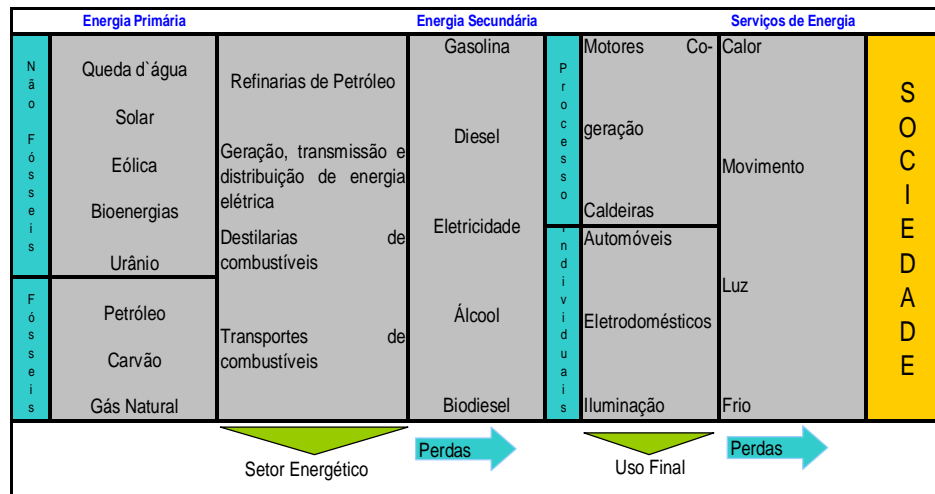 Energia Primária Energia Secundária Serviços de Energia
Não Fósseis
Queda d`água
Solar
Eólica
Bioenergias
Urânio
Fósseis
Petróleo
Carvão
Gás Natural
Refinarias de Petróleo
Geração, transmissão e
distribuição de energia
elétrica
Destilarias de
combustíveis
Transportes de
combustíveis
Gasolina
Diesel
Eletricidade
Álcool
Biodiesel
Processo
Motores Co-
geração
Caldeiras
Individuais
Automóveis
Eletrodomésticos
Iluminação
Calor
Movimento
Luz
Frio
SOCIEDADE
Setor Energético
Perdas
Uso Final
Perdas